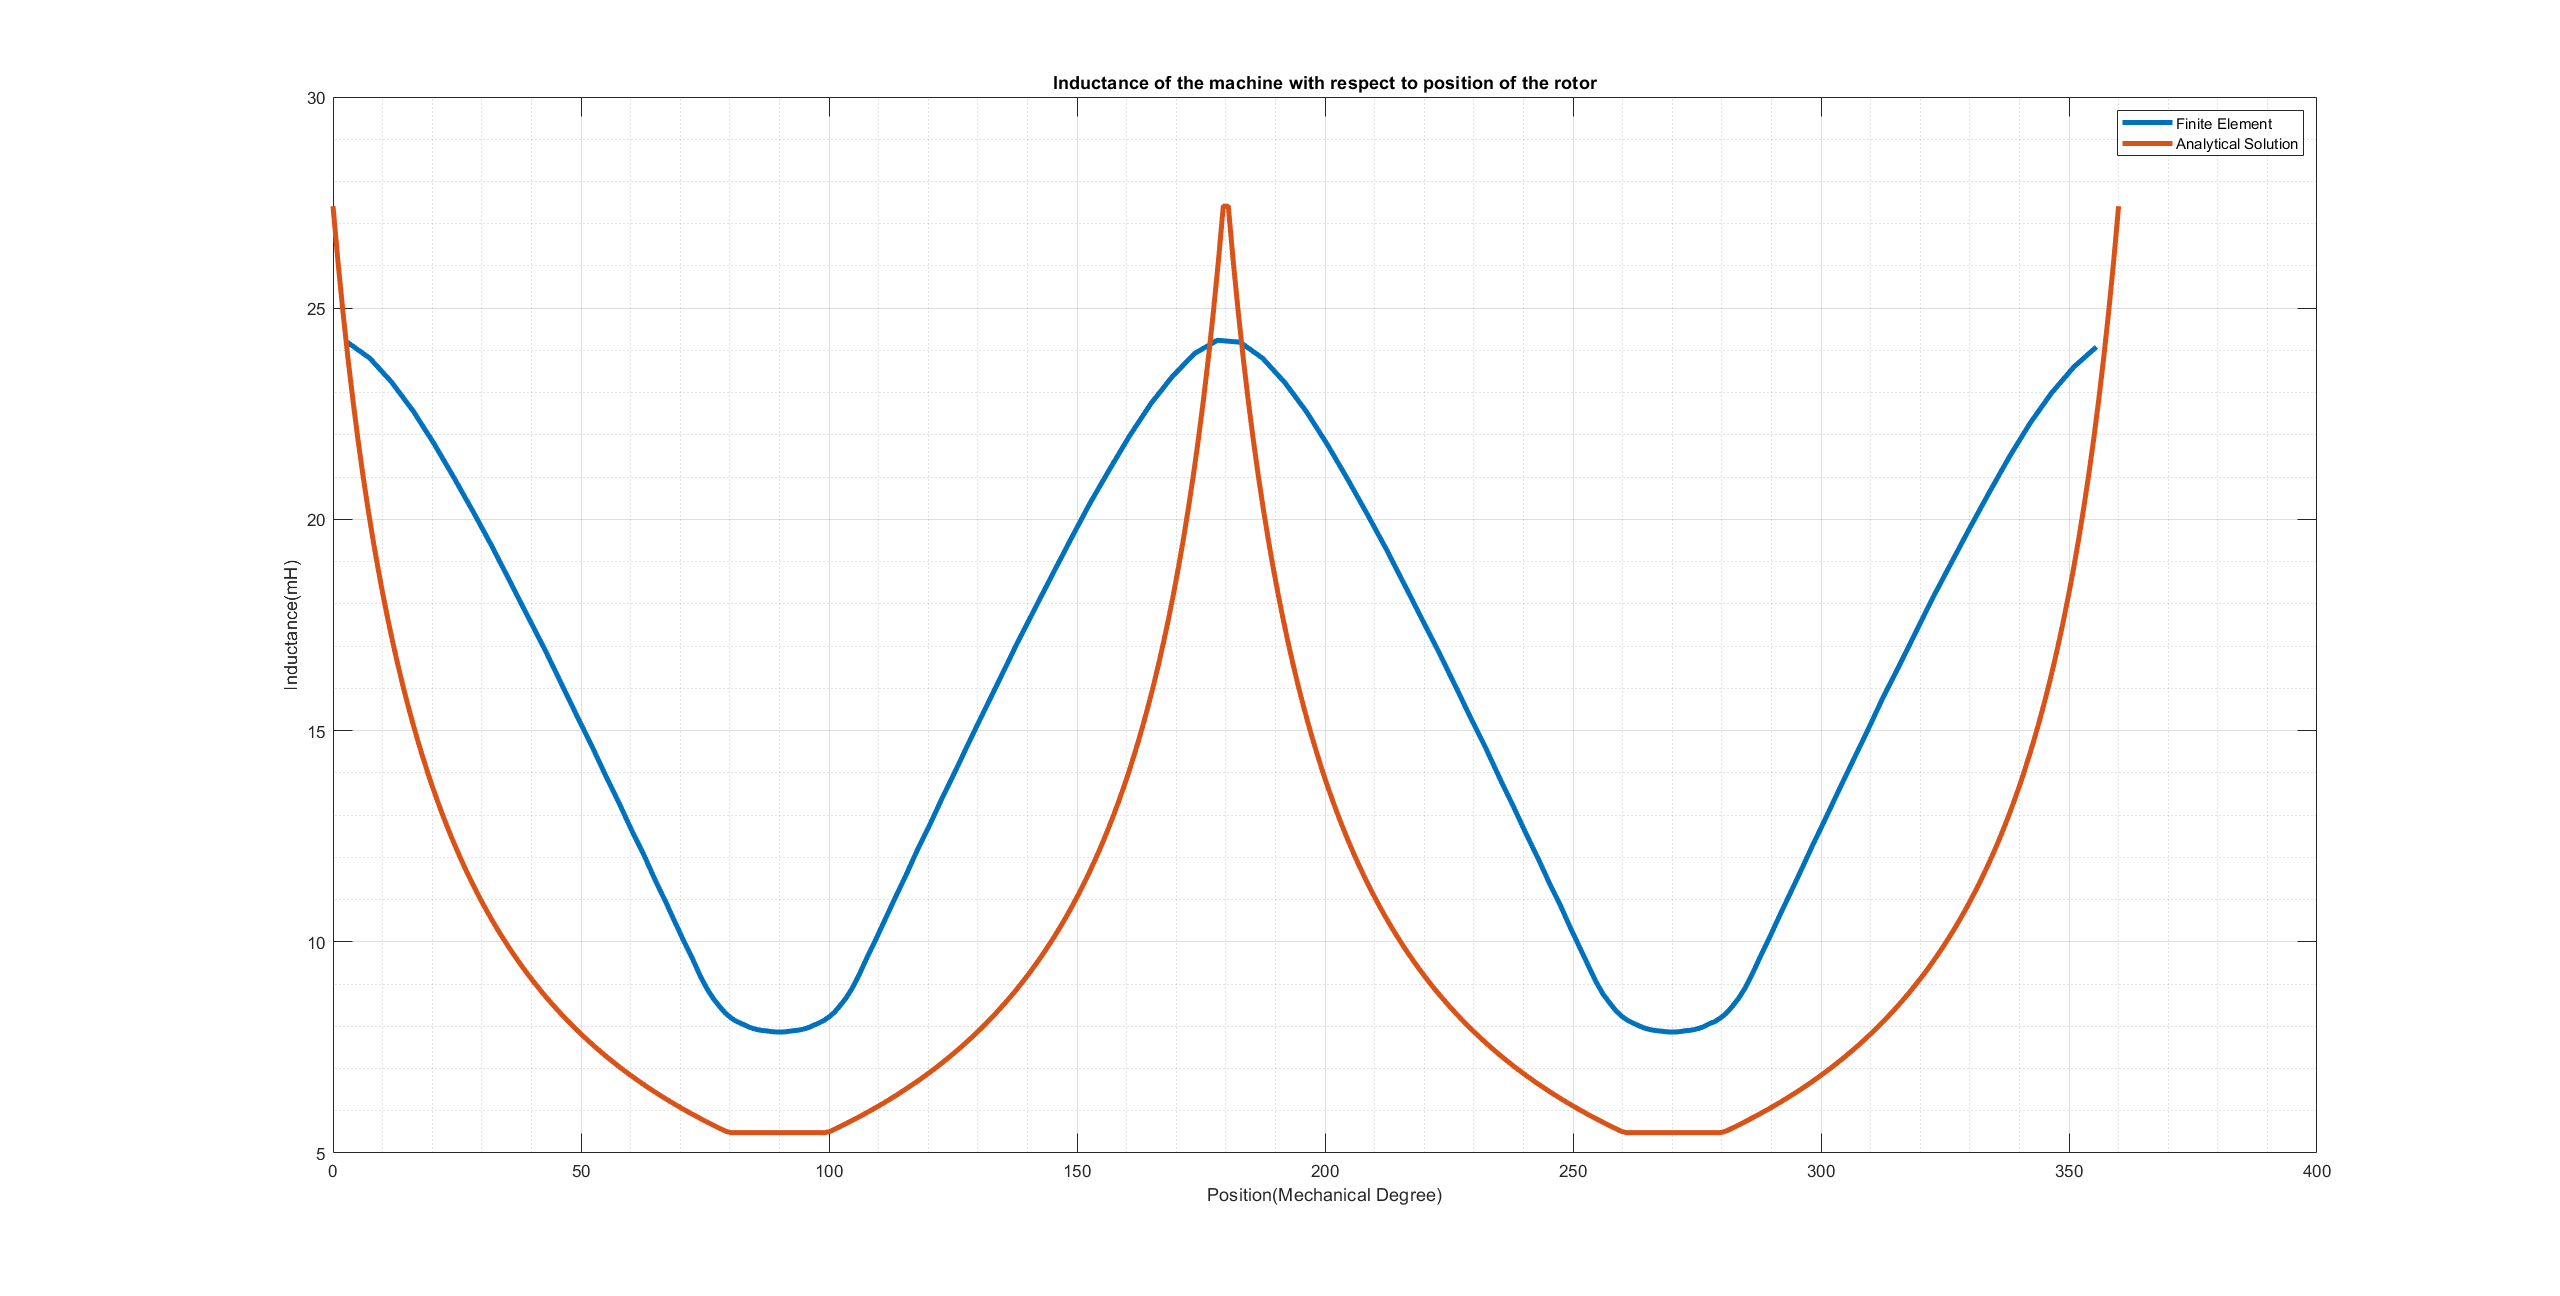 Inductance of the machine with respect to position of the rotor
Finite Element
Analytical Solution
30
25
20
15
10
5
Inductance(mH)
0 50 100 150 200 250 300 350 400
Position(Mechanical Degree)